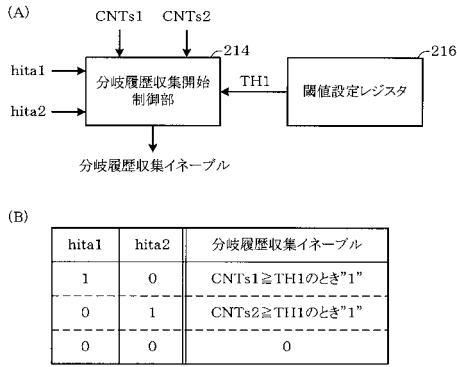 (A)
CNTs1 CNTs2
214
216
hita1
分岐履歴収集開始
制御部
TH1
閾値設定レジスタ
hita2
分岐履歴収集イネーブル
(B)
hita1 hita2 分岐履歴収集イネーブル
1 0 CNTs1≧TH1のとき"1"
0 1 CNTs2≧TH1のとき"1"
0 0 0